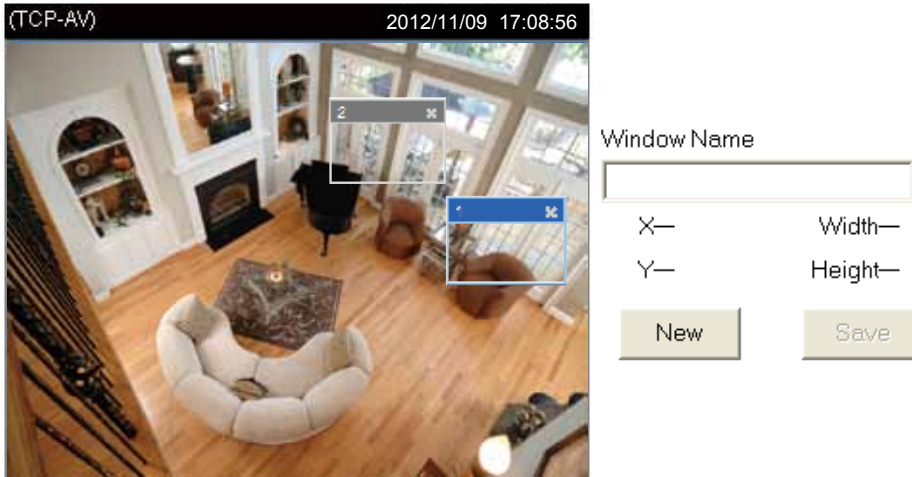 (TCP-AV) 2012/11/09 17:08:56
2
1
Window Name
X— Width—
Y— Height—
New Save